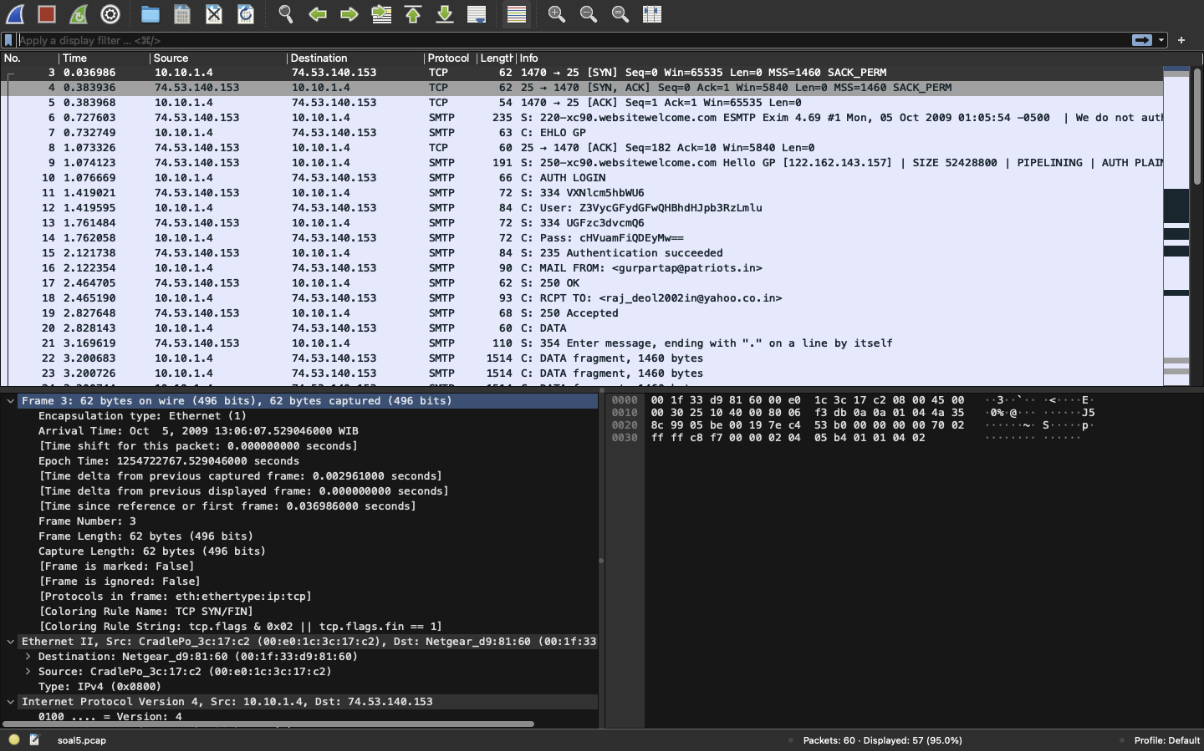 Apply a display filter ... <⌘/>
+
No. Time Source Destination Protocol Lengtł Info
3 0.036986 10.10.1.4 74.53.140.153 TCP 62 1470 → 25 [SYN] Seq=0 Win=65535 Len=0 MSS=1460 SACK_PERM
4 0.383936 74.53.140.153 10.10.1.4 TCP 62 25 → 1470 [SYN, ACK] Seq=0 Ack=1 Win=5840 Len=0 MSS=1460 SACK_PERM
5 0.383968 10.10.1.4 74.53.140.153 TCP 54 1470 → 25 [ACK] Seq=1 Ack=1 Win=65535 Len=0
6 0.727603 74.53.140.153 10.10.1.4 SMTP 235 S: 220-xc90.websitewelcome.com ESMTP Exim 4.69 #1 Mon, 05 Oct 2009 01:05:54 -0500 | We do not auth
7 0.732749 10.10.1.4 74.53.140.153 SMTP 63 C: EHLO GP
8 1.073326 74.53.140.153 10.10.1.4 SMTP 60 25 → 1470 [ACK] Seq=182 Ack=10 Win=5840 Len=0
9 1.074123 74.53.140.153 10.10.1.4 SMTP 191 S: 250-xc90.websitewelcome.com Hello GP [122.162.143.157] | SIZE 52428800 | PIPELINING | AUTH PLAIN
10 1.076669 10.10.1.4 74.53.140.153 SMTP 66 C: AUTH LOGIN
11 1.419021 74.53.140.153 10.10.1.4 SMTP 72 S: 334 VXNlcm5hbWU6
12 1.419595 10.10.1.4 74.53.140.153 SMTP 84 C: User: Z3VycGFydGFwQHBhdHJpb3RzLmlu
13 1.761484 74.53.140.153 10.10.1.4 SMTP 72 S: 334 UGFzc3dvcmQ6
14 1.762058 10.10.1.4 74.53.140.153 SMTP 72 C: Pass: cHVuamFiQDEyMw==
15 2.121738 74.53.140.153 10.10.1.4 SMTP 84 S: 235 Authentication succeeded
16 2.122354 10.10.1.4 74.53.140.153 SMTP 90 C: MAIL FROM: <gurpartap@patriots.in>
17 2.464705 74.53.140.153 10.10.1.4 SMTP 62 S: 250 OK
18 2.465190 10.10.1.4 74.53.140.153 SMTP 93 C: RCPT TO: <raj_deol2002in@yahoo.co.in>
19 2.827648 74.53.140.153 10.10.1.4 SMTP 68 S: 250 Accepted
20 2.828143 10.10.1.4 74.53.140.153 SMTP 60 C: DATA
21 3.169619 74.53.140.153 10.10.1.4 SMTP 110 S: 354 Enter message, ending with "." on a line by itself
22 3.200683 10.10.1.4 74.53.140.153 SMTP 1514 C: DATA fragment, 1460 bytes
23 3.200726 10.10.1.4 74.53.140.153 SMTP 1514 C: DATA fragment, 1460 bytes
Frame 3: 62 bytes on wire (496 bits), 62 bytes captured (496 bits)
Encapsulation type: Ethernet (1)
Arrival Time: Oct 5, 2009 13:06:07.529046000 WIB
[Time shift for this packet: 0.000000000 seconds]
Epoch Time: 1254722767.529046000 seconds
[Time delta from previous captured frame: 0.002961000 seconds]
[Time delta from previous displayed frame: 0.000000000 seconds]
[Time since reference or first frame: 0.036986000 seconds]
Frame Number: 3
Frame Length: 62 bytes (496 bits)
Capture Length: 62 bytes (496 bits)
[Frame is marked: False]
[Frame is ignored: False]
[Protocols in frame: eth:ethertype:ip:tcp]
[Coloring Rule Name: TCP SYN/FIN]
[Coloring Rule String: tcp.flags & 0x02 || tcp.flags.fin == 1]
Ethernet II, Src: CradlePo_3c:17:c2 (00:e0:1c:3c:17:c2), Dst: Netgear_d9:81:60 (00:1f:33
Destination: Netgear_d9:81:60 (00:1f:33:d9:81:60)
Source: CradlePo_3c:17:c2 (00:e0:1c:3c:17:c2)
Type: IPv4 (0x0800)
Internet Protocol Version 4, Src: 10.10.1.4, Dst: 74.53.140.153
0100 .... = Version: 4
0000 00 1f 33 d9 81 60 00 e0 1c 3c 17 c2 08 00 45 00 ··3··`·· ·<····E·
0010 00 30 25 10 40 00 80 06 f3 db 0a 0a 01 04 4a 35 ·0%·@··· ······J5
0020 8c 99 05 be 00 19 7e c4 53 b0 00 00 00 00 70 02 ······~· S·····p·
0030 ff ff c8 f7 00 00 02 04 05 b4 01 01 04 02 ········ ······
soal5.pcap
Packets: 60 · Displayed: 57 (95.0%)
Profile: Default